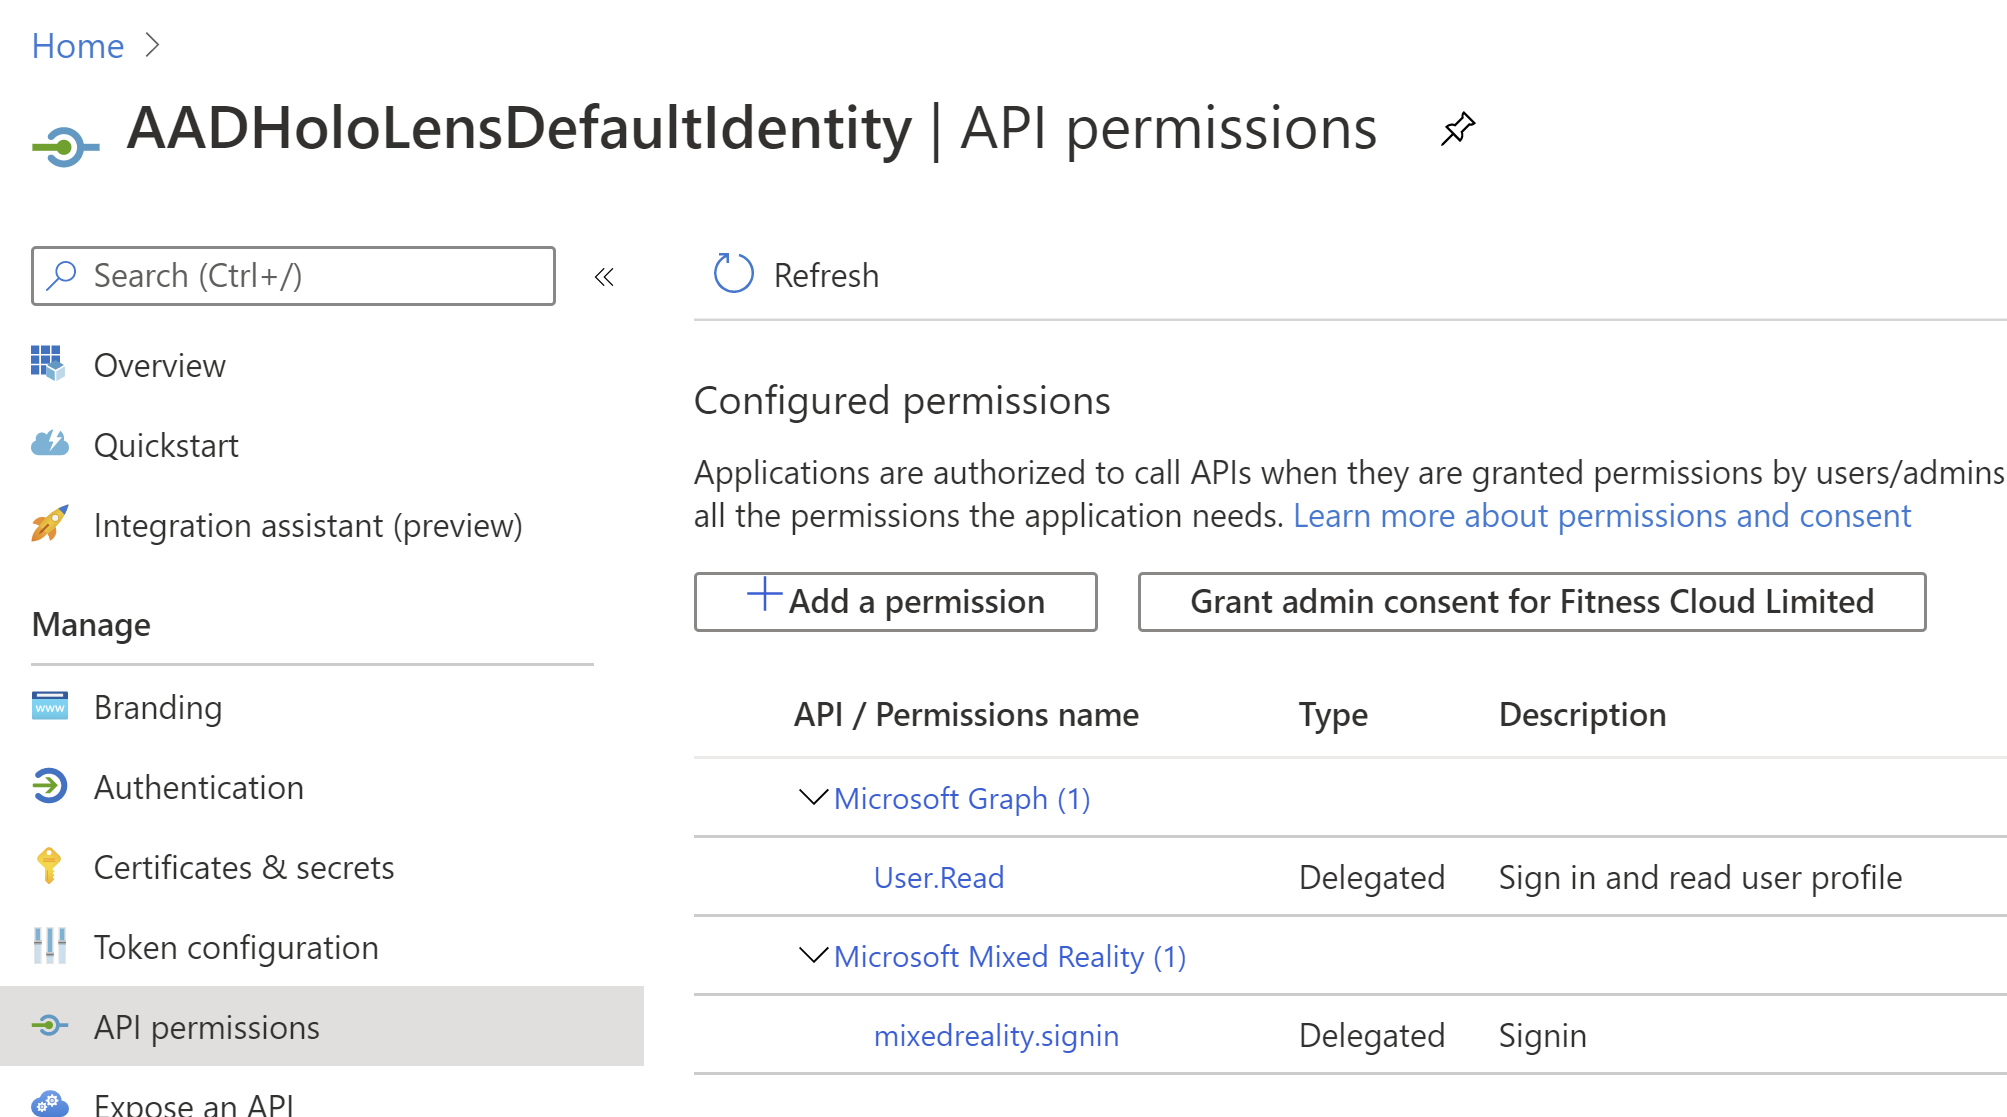 Home
AADHoloLensDefaultIdentity | API permissions
Search (Ctrl+/)
Overview
Quickstart
Integration assistant (preview)
Manage
www
Branding
Authentication
Certificates & secrets
Token configuration
API permissions
Expose an API
Refresh
Configured permissions
Applications are authorized to call APIs when they are granted permissions by users/admins
all the permissions the application needs. Learn more about permissions and consent
Add a permission
Grant admin consent for Fitness Cloud Limited
API / Permissions name Type Description
Microsoft Graph (1)
User.Read Delegated Sign in and read user profile
Microsoft Mixed Reality (1)
mixedreality.signin Delegated Signin